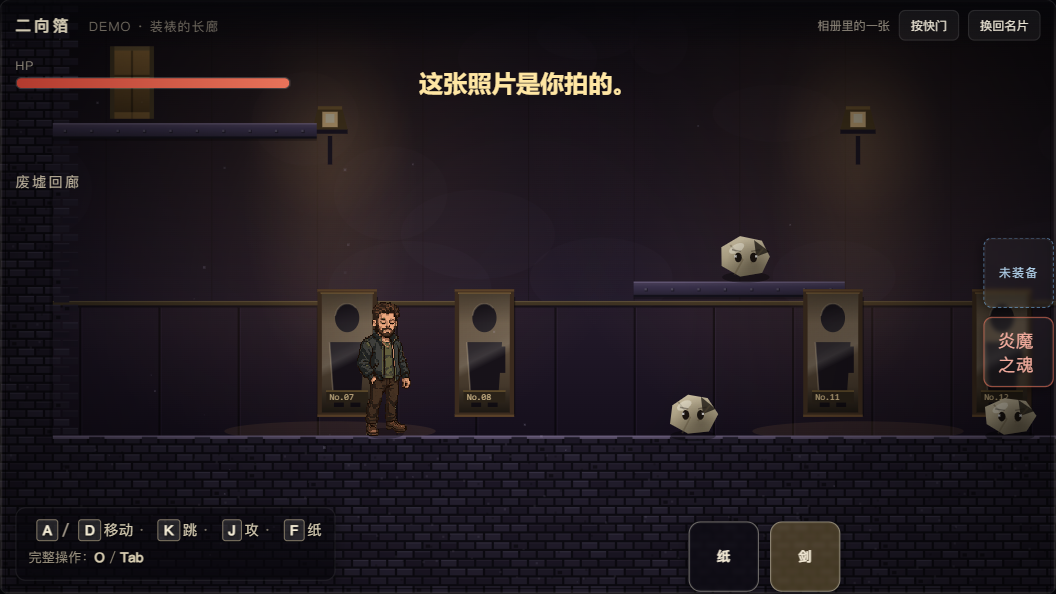 二向箔 DEMO · 装裱的长廊 相册里的一张 按快门 换回名片
HP
这张照片是你拍的。
废墟回廊
未装备
炎魔
之魂
No.07 No.08 No.11 No.12
A / D 移动 · K 跳 · J 攻 · F 纸
完整操作: O / Tab
纸 剑